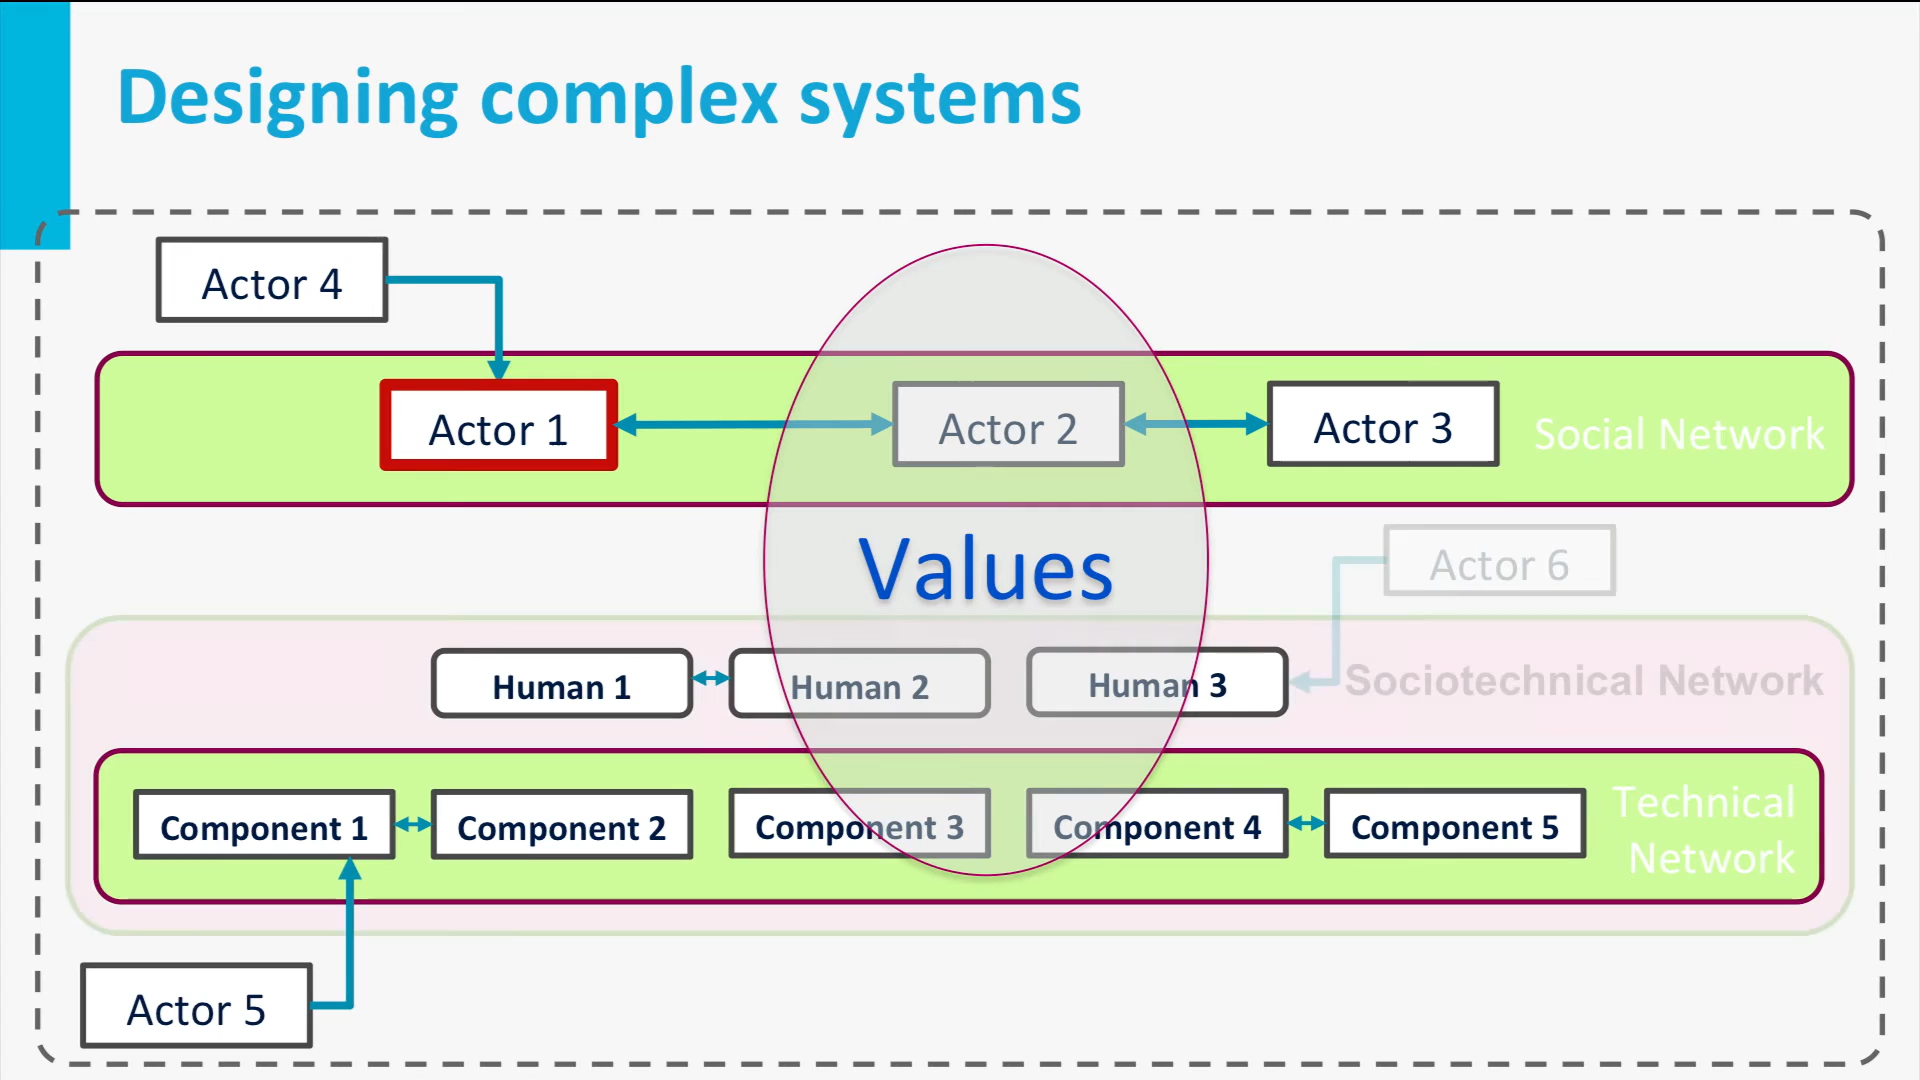 Designing complex systems
Actor 4
Actor 1
Actor 2
Actor 3
Social Network
Values
Actor 6
Human 1
Human 2
Human 3
Sociotechnical Network
Component 1
Component 2
Component 3
Component 4
Component 5
Technical
Network
Actor 5